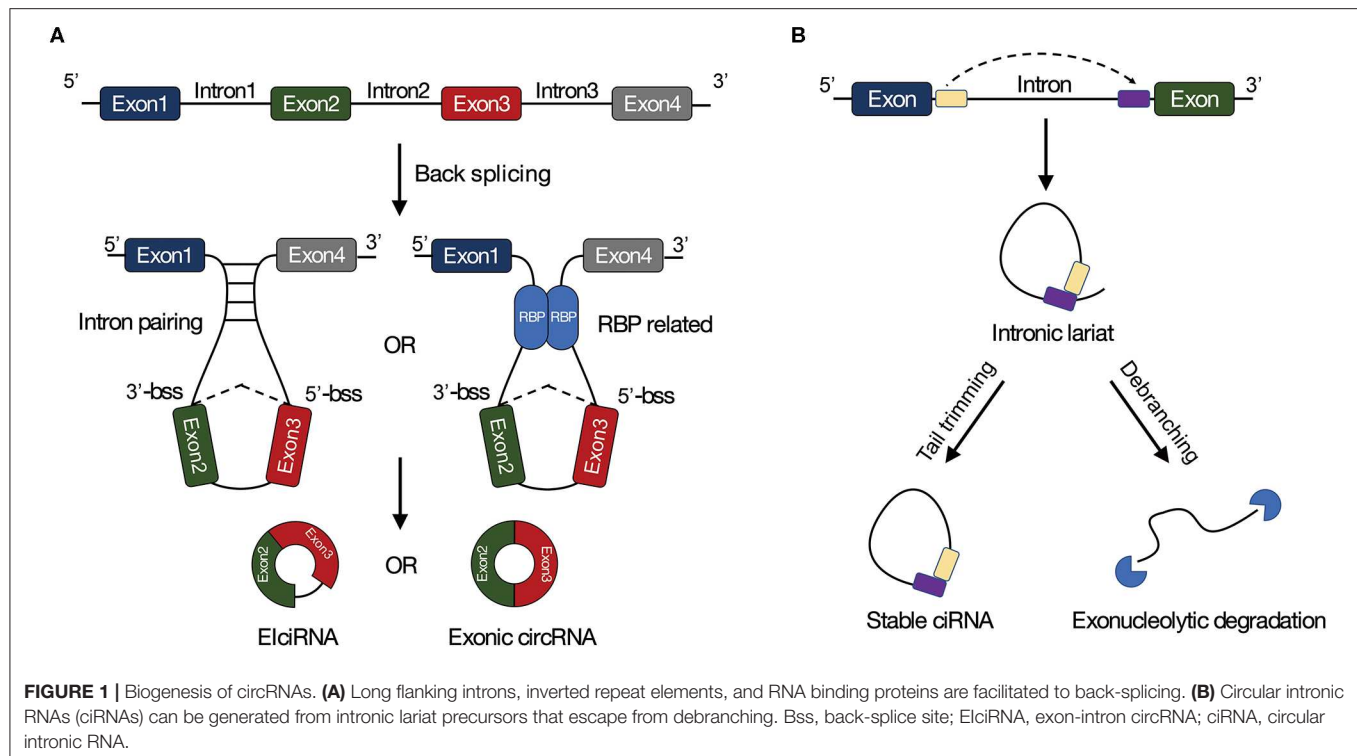 A
5’ 3’
Exon1 Intron1 Exon2 Intron2 Exon3 Intron3 Exon4
Back splicing
5’ Exon1 Exon4 3’
Intron pairing
3’-bss 5’-bss
Exon2 Exon3
OR
5’ Exon1 Exon4 3’
RBP RBP
RBP related
3’-bss 5’-bss
Exon2 Exon3
Exon2 Exon3
EIciRNA
OR
Exon2 Exon3
Exonic circRNA
B
5’ Exon Intron Exon 3’
Intronic lariat
Tail trimming
Debranching
Stable ciRNA
Exonucleolytic degradation
FIGURE 1 | Biogenesis of circRNAs. (A) Long flanking introns, inverted repeat elements, and RNA binding proteins are facilitated to back-splicing. (B) Circular intronic
RNAs (ciRNAs) can be generated from intronic lariat precursors that escape from debranching. Bss, back-splice site; EIciRNA, exon-intron circRNA; ciRNA, circular
intronic RNA.